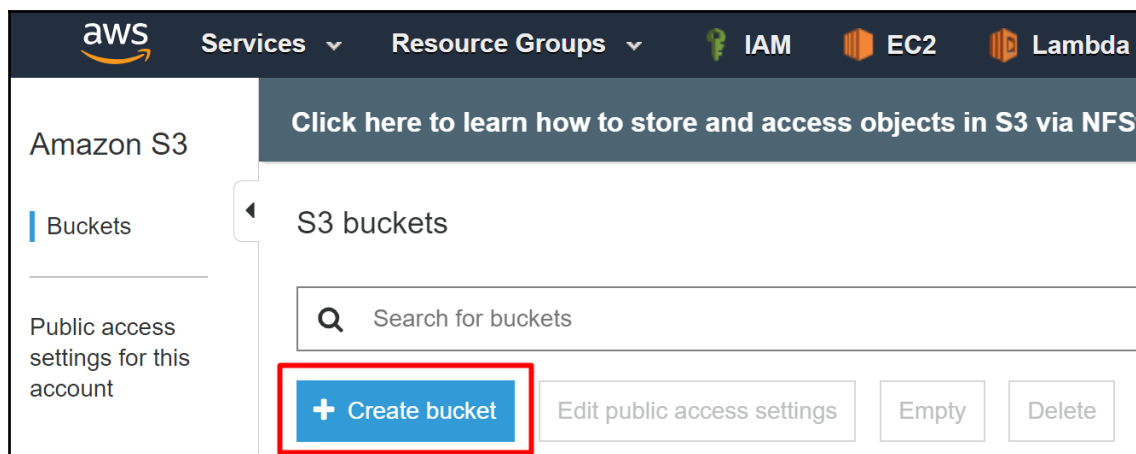 aws Services Resource Groups IAM EC2 Lambda
Click here to learn how to store and access objects in S3 via NFS
Amazon S3
Buckets
Public access
settings for this
account
S3 buckets
Search for buckets
+ Create bucket Edit public access settings Empty Delete